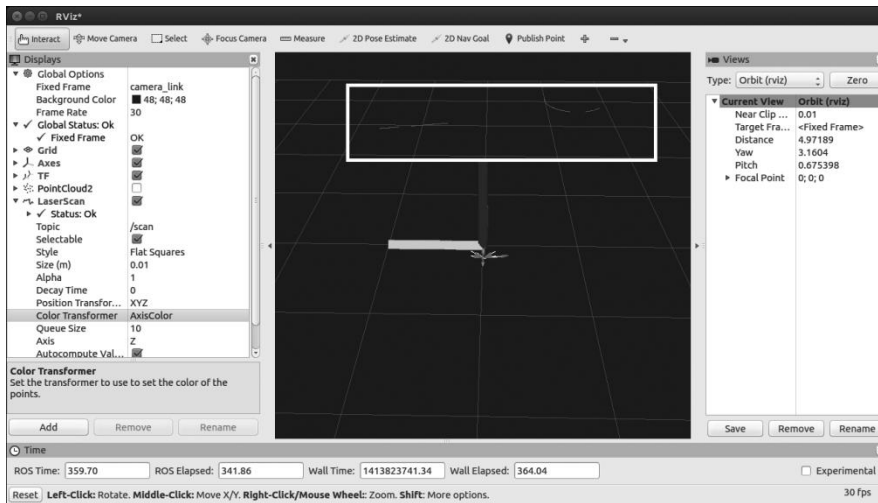 RViz*
Interact Move Camera Select Focus Camera Measure 2D Pose Estimate 2D Nav Goal Publish Point
Displays
Global Options
Fixed Frame camera_link
Background Color 48; 48; 48
Frame Rate 30
Global Status: Ok
Fixed Frame OK
Grid
Axes
TF
PointCloud2
LaserScan
Status: Ok
Topic /scan
Selectable
Style Flat Squares
Size (m) 0.01
Alpha 1
Decay Time 0
Position Transfor... XYZ
Color Transformer AxisColor
Queue Size 10
Axis Z
Autocompute Val...
Color Transformer
Set the transformer to use to set the color of the
points.
Add Remove Rename
Views
Type: Orbit (rviz) Zero
Current View Orbit (rviz)
Near Clip ... 0.01
Target Fra... <Fixed Frame>
Distance 4.97189
Yaw 3.1604
Pitch 0.675398
Focal Point 0; 0; 0
Save Remove Rename
Time
ROS Time: 359.70 ROS Elapsed: 341.86 Wall Time: 1413823741.34 Wall Elapsed: 364.04 Experimental
Reset Left-Click: Rotate. Middle-Click: Move X/Y. Right-Click/Mouse Wheel: Zoom. Shift: More options. 30 fps